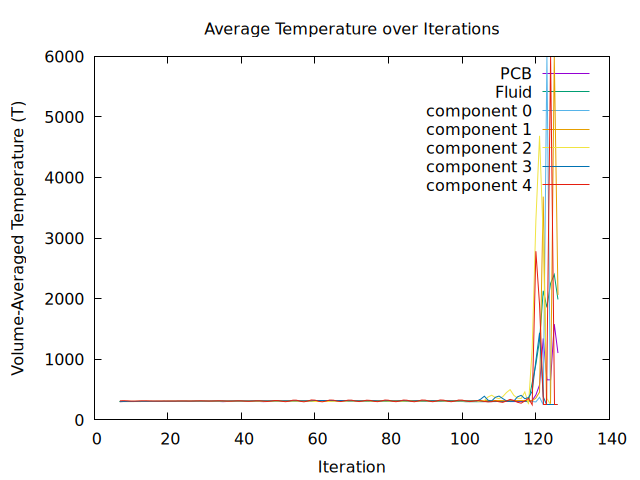 Average Temperature over Iterations
6000
5000
4000
3000
2000
1000
0
Volume-Averaged Temperature (T)
PCB
Fluid
component 0
component 1
component 2
component 3
component 4
0 20 40 60 80 100 120 140
Iteration